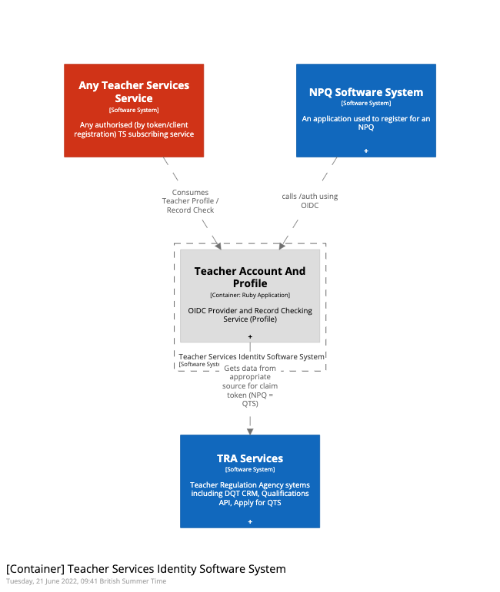 Any Teacher Services
Service
[Software System]
Any authorised (by token/client
registration) TS subscribing service
NPQ Software System
[Software System]
An application used to register for an
NPQ
+
Consumes
Teacher Profile /
Record Check
calls /auth using
OIDC
Teacher Account And
Profile
[Container: Ruby Application]
OIDC Provider and Record Checking
Service (Profile)
+
Teacher Services Identity Software System
[Software Syst
Gets data from
appropriate
source for claim
token (NPQ =
QTS)
TRA Services
[Software System]
Teacher Regulation Agency sytems
including DQT CRM, Qualifications
API, Apply for QTS
+
[Container] Teacher Services Identity Software System
Tuesday, 21 June 2022, 09:41 British Summer Time